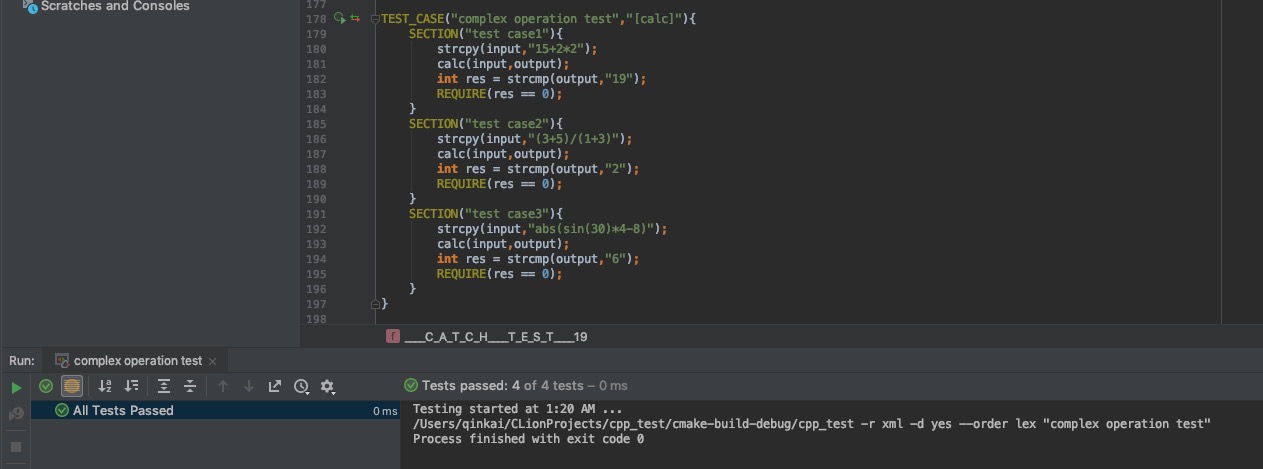 Scratches and Consoles
177
178 TEST_CASE("complex operation test","[calc]"){
179 SECTION("test case1"){
180 strcpy(input,"15+2*2");
181 calc(input,output);
182 int res = strcmp(output,"19");
183 REQUIRE(res == 0);
184 }
185 SECTION("test case2"){
186 strcpy(input,"(3+5)/(1+3)");
187 calc(input,output);
188 int res = strcmp(output,"2");
189 REQUIRE(res == 0);
190 }
191 SECTION("test case3"){
192 strcpy(input,"abs(sin(30)*4-8)");
193 calc(input,output);
194 int res = strcmp(output,"6");
195 REQUIRE(res == 0);
196 }
197 }
198
f ___C_A_T_C_H___T_E_S_T___19
Run: complex operation test
Tests passed: 4 of 4 tests – 0 ms
All Tests Passed 0 ms
Testing started at 1:20 AM ...
/Users/qinkai/CLionProjects/cpp_test/cmake-build-debug/cpp_test -r xml -d yes --order lex "complex operation test"
Process finished with exit code 0